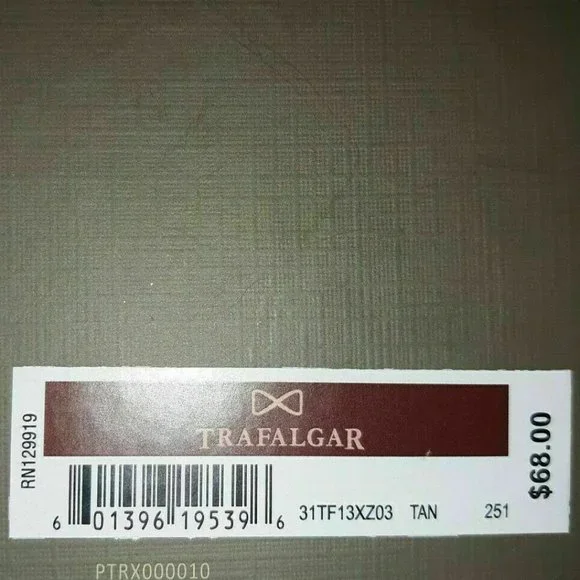 TRAFALGAR
RN129919
$68.00
6 01396 19539 6
31TF13XZ03 TAN 251
PTRX000010